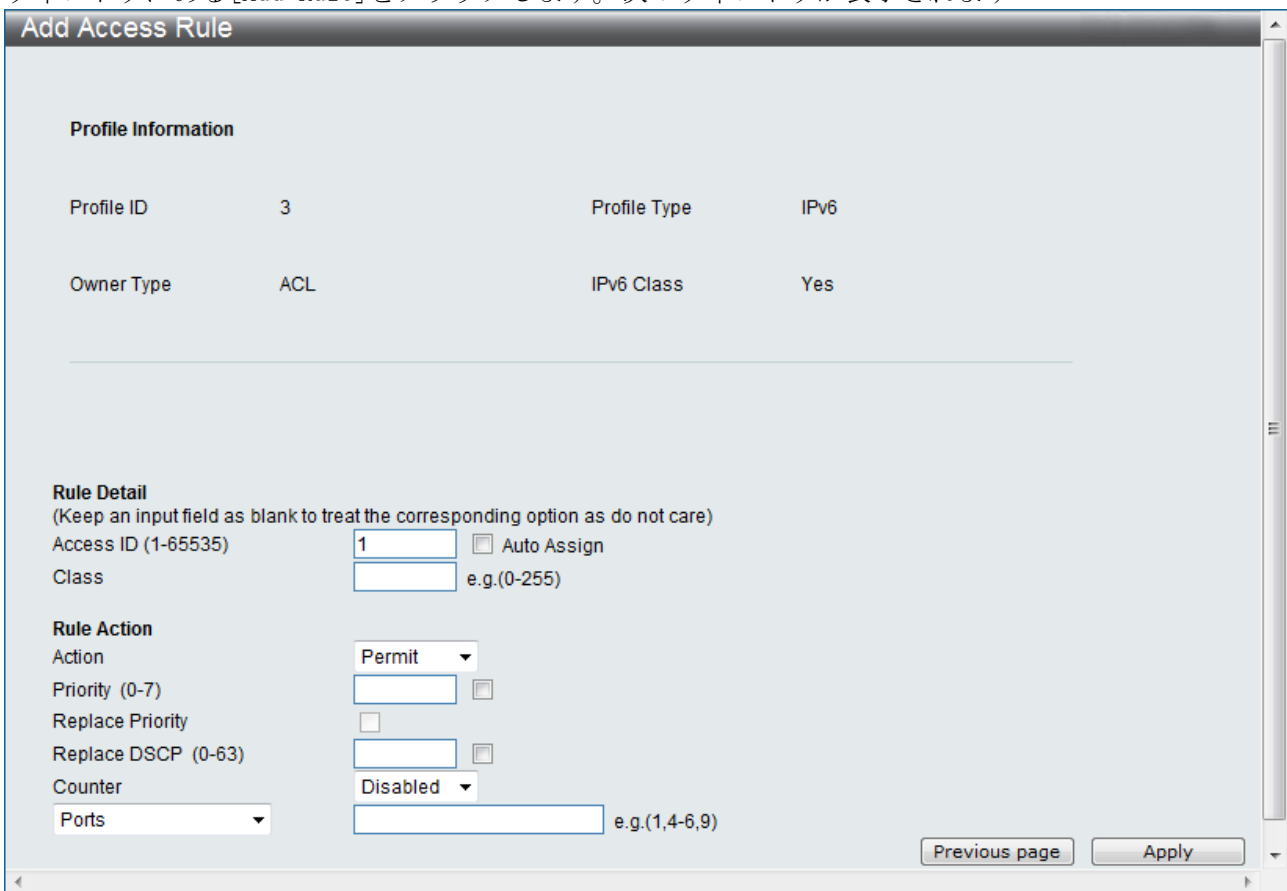 Add Access Rule
Profile Information
Profile ID 3 Profile Type IPv6
Owner Type ACL IPv6 Class Yes
Rule Detail
(Keep an input field as blank to treat the corresponding option as do not care)
Access ID (1-65535) 1 Auto Assign
Class e.g.(0-255)
Rule Action
Action Permit
Priority (0-7)
Replace Priority
Replace DSCP (0-63)
Counter Disabled
Ports e.g.(1,4-6,9)
Previous page Apply